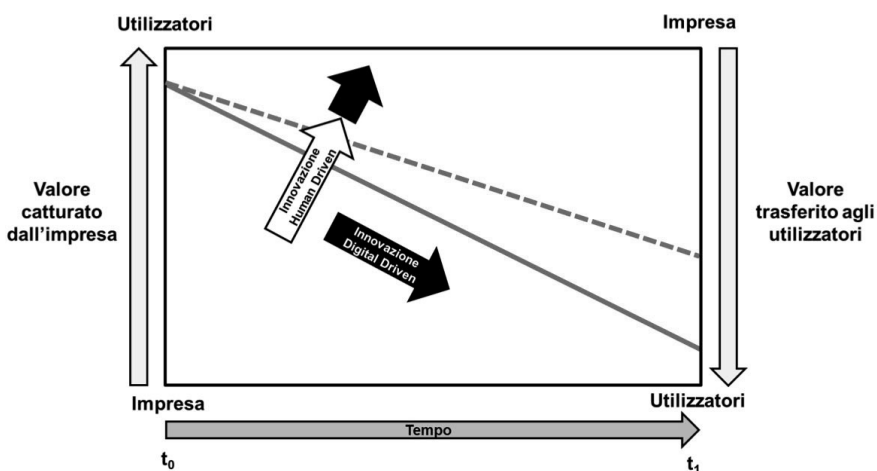 Utilizzatori
Impresa
Valore
catturato
dall'impresa
Innovazione
Human Driven
Innovazione
Digital Driven
Valore
trasferito agli
utilizzatori
Impresa
Utilizzatori
Tempo
t₀
t₁